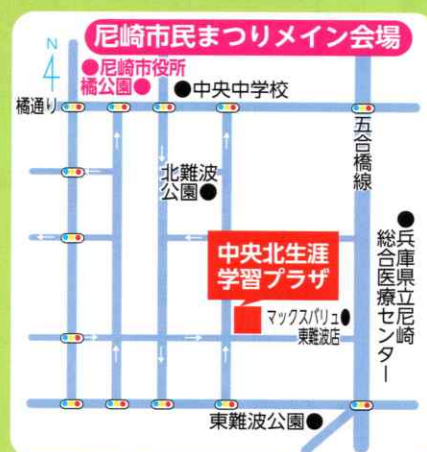 尼崎市民まつりメイン会場
N
●尼崎市役所
橘公園●
●中央中学校
橘通り
五合橋線
北難波
公園●
●兵庫県立尼崎
総合医療センター
中央北生涯
学習プラザ
マックスバリュ●
東難波店
東難波公園●